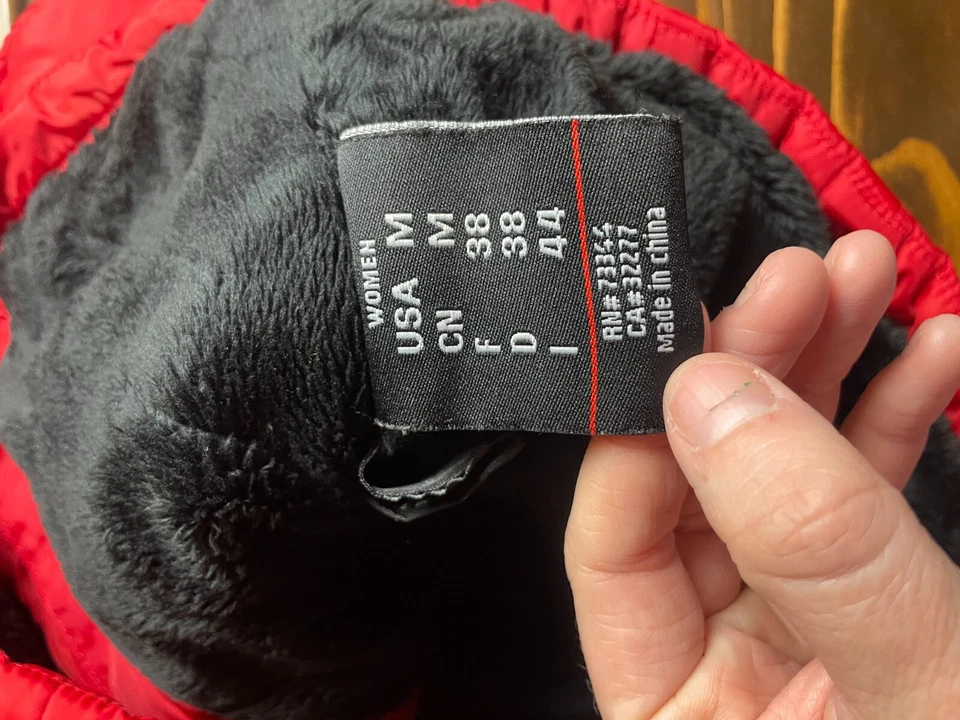 WOMEN
USA M
CN M
F 38
D 38
I 44
RN# 73344
CA#32277
Made in china